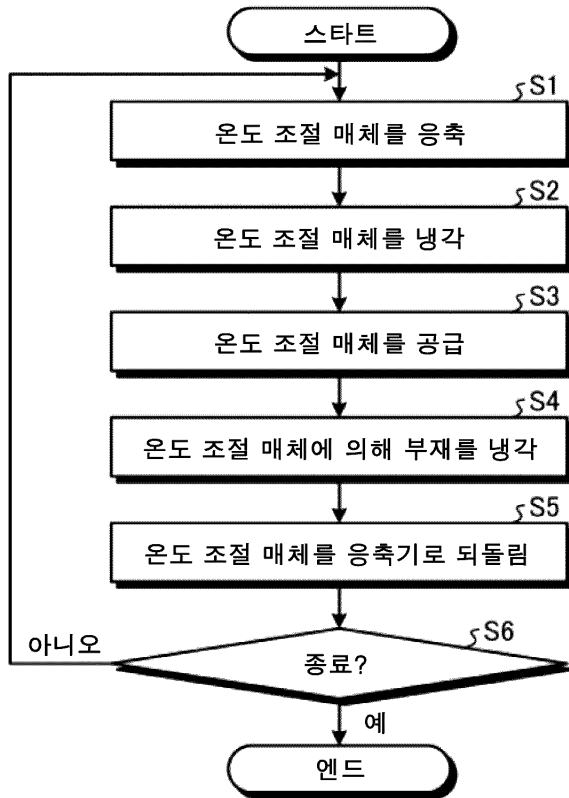 스타트
S1
온도 조절 매체를 응축
S2
온도 조절 매체를 냉각
S3
온도 조절 매체를 공급
S4
온도 조절 매체에 의해 부재를 냉각
S5
온도 조절 매체를 응축기로 되돌림
S6
아니오
종료?
예
엔드